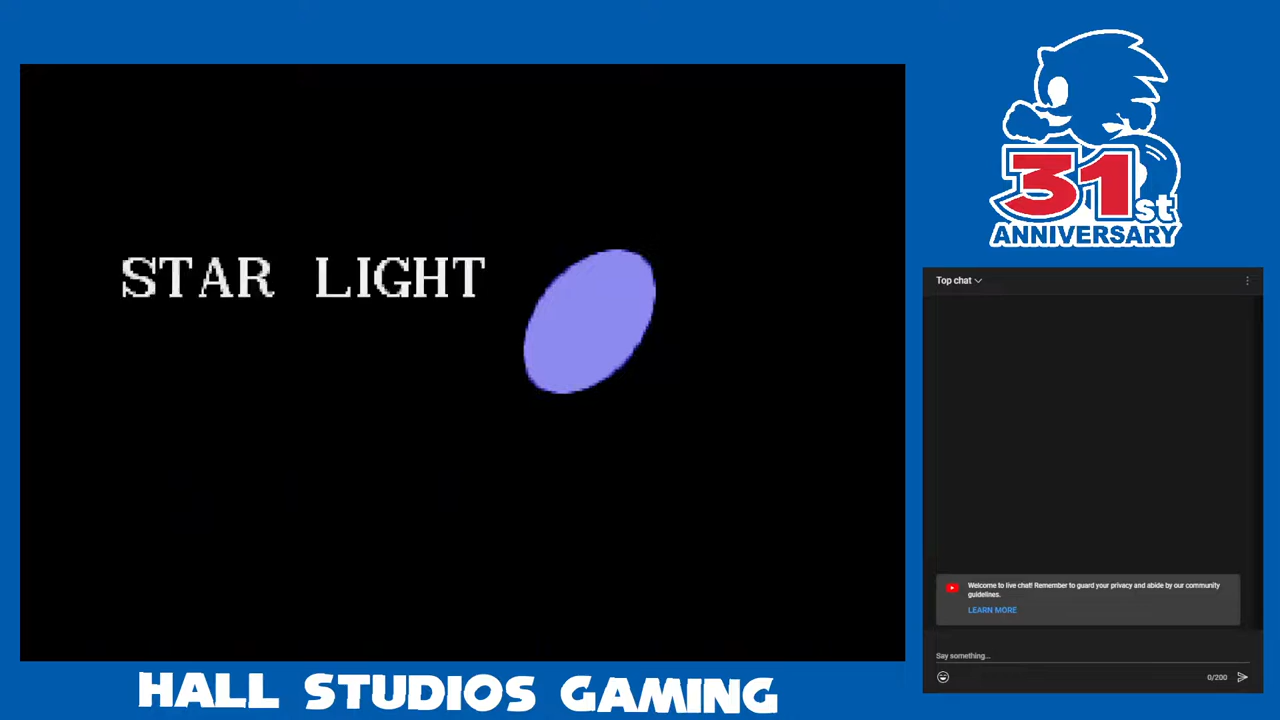 STAR LIGHT
31st
ANNIVERSARY
Top chat
Welcome to live chat! Remember to guard your privacy and abide by our community
guidelines.
LEARN MORE
Say something...
0/200
HALL STUDIOS GAMING